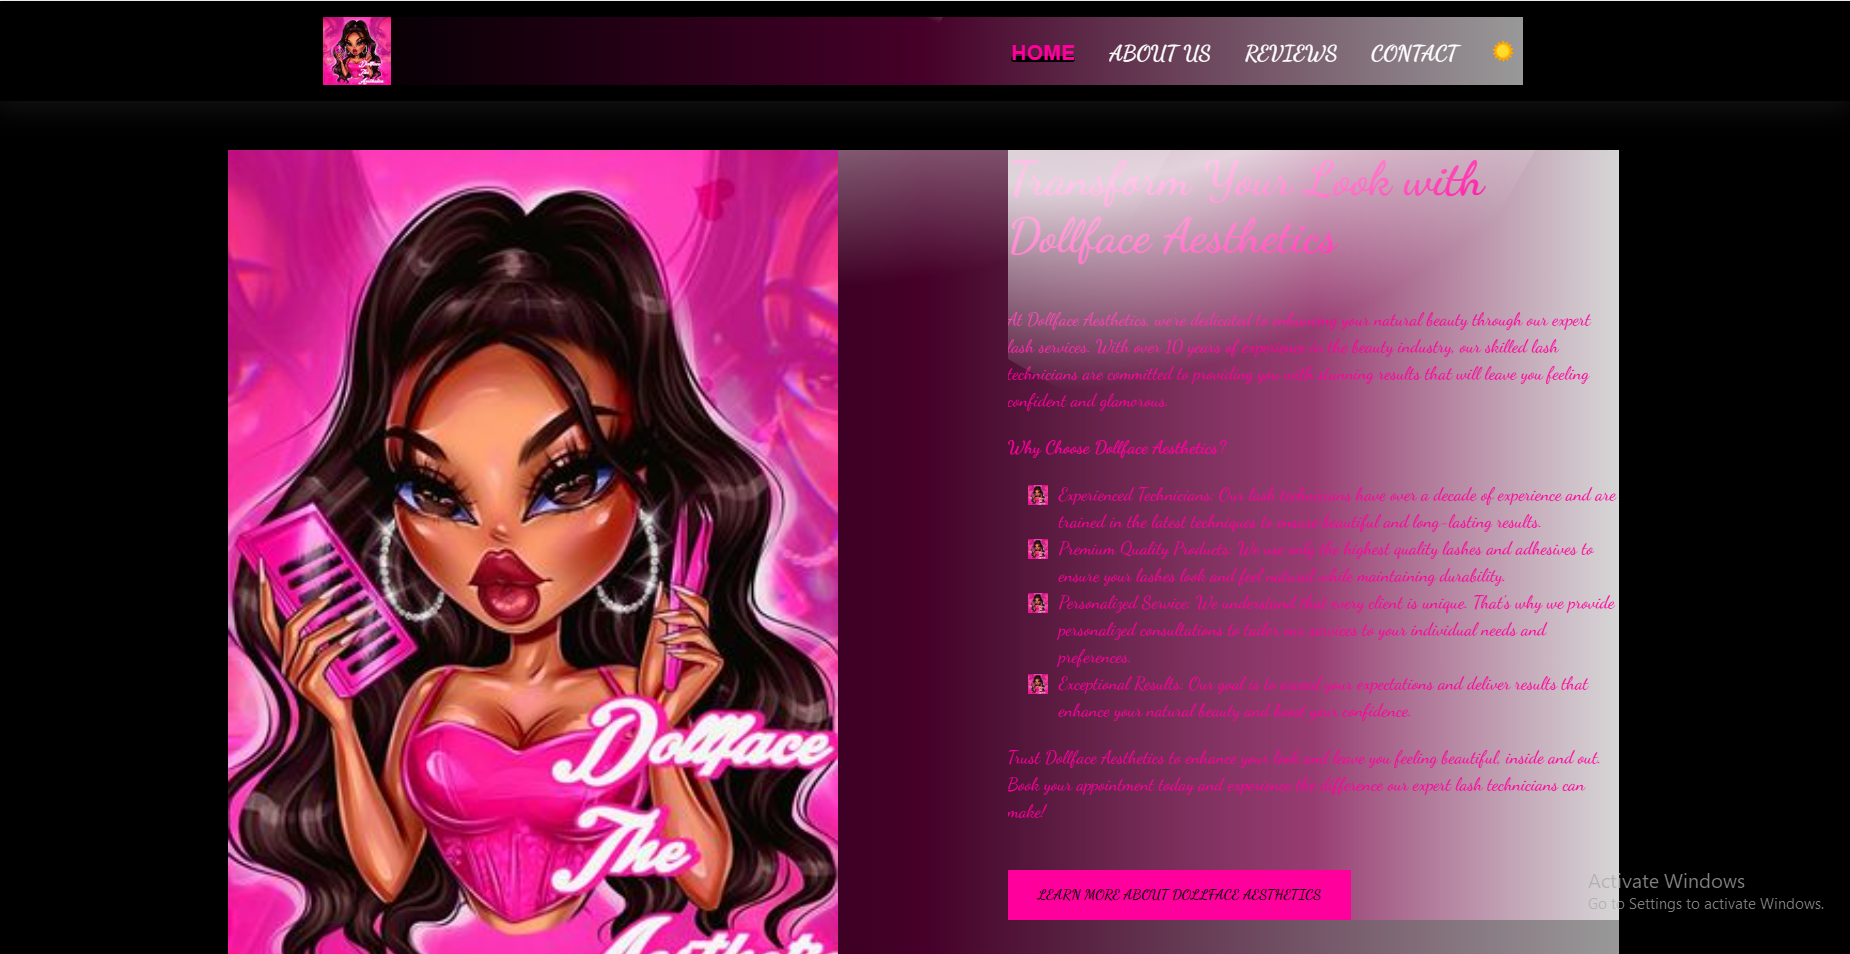 HOME ABOUT US REVIEWS CONTACT
Transform Your Look with
Dollface Aesthetics
At Dollface Aesthetics, we're dedicated to enhancing your natural beauty through our expert
lash services. With over 10 years of experience in the beauty industry, our skilled lash
technicians are committed to providing you with stunning results that will leave you feeling
confident and glamorous.
Why Choose Dollface Aesthetics?
Experienced Technicians: Our lash technicians have over a decade of experience and are
trained in the latest techniques to ensure beautiful and long-lasting results.
Premium Quality Products: We use only the highest quality lashes and adhesives to
ensure your lashes look and feel natural while maintaining durability.
Personalized Service: We understand that every client is unique. That's why we provide
personalized consultations to tailor our services to your individual needs and
preferences.
Exceptional Results: Our goal is to exceed your expectations and deliver results that
enhance your natural beauty and boost your confidence.
Trust Dollface Aesthetics to enhance your look and leave you feeling beautiful, inside and out.
Book your appointment today and experience the difference our expert lash technicians can
make!
LEARN MORE ABOUT DOLLFACE AESTHETICS
Dollface
The
Activate Windows
Go to Settings to activate Windows.